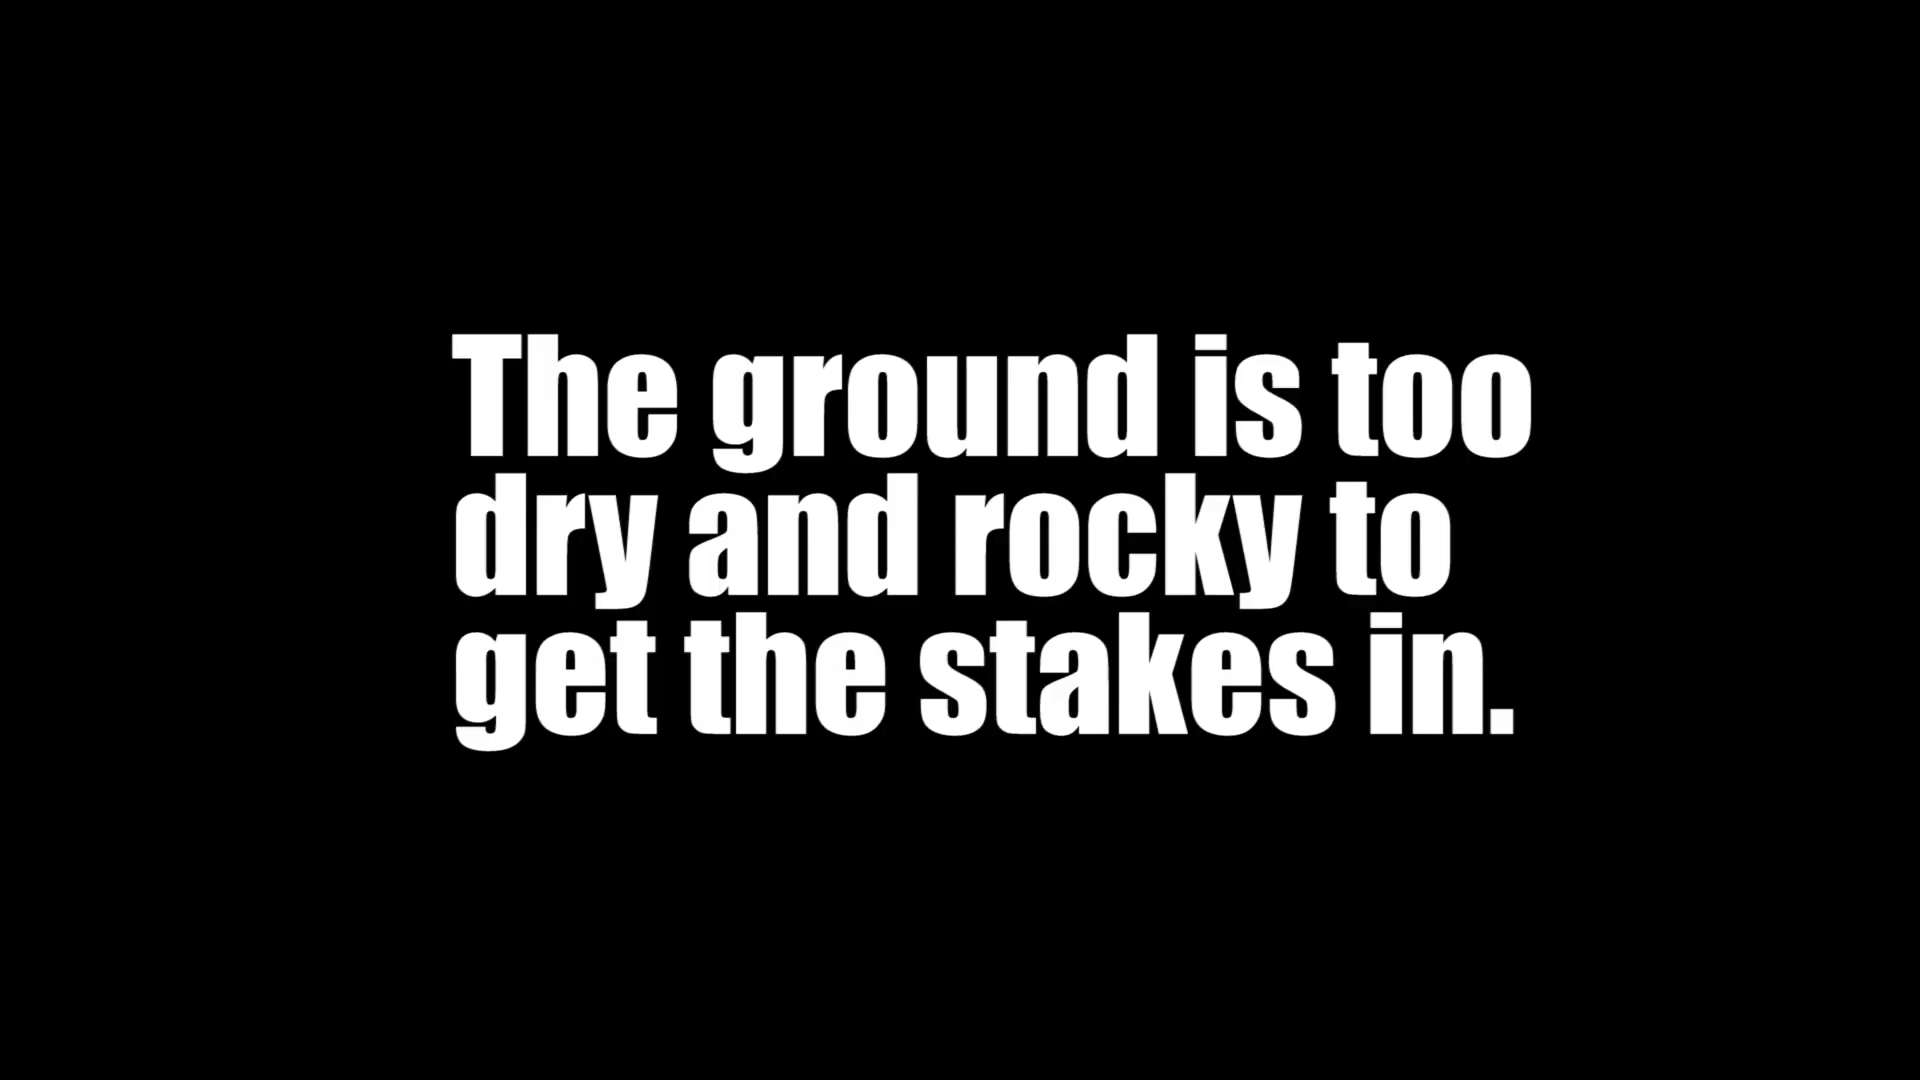 The ground is too
dry and rocky to
get the stakes in.